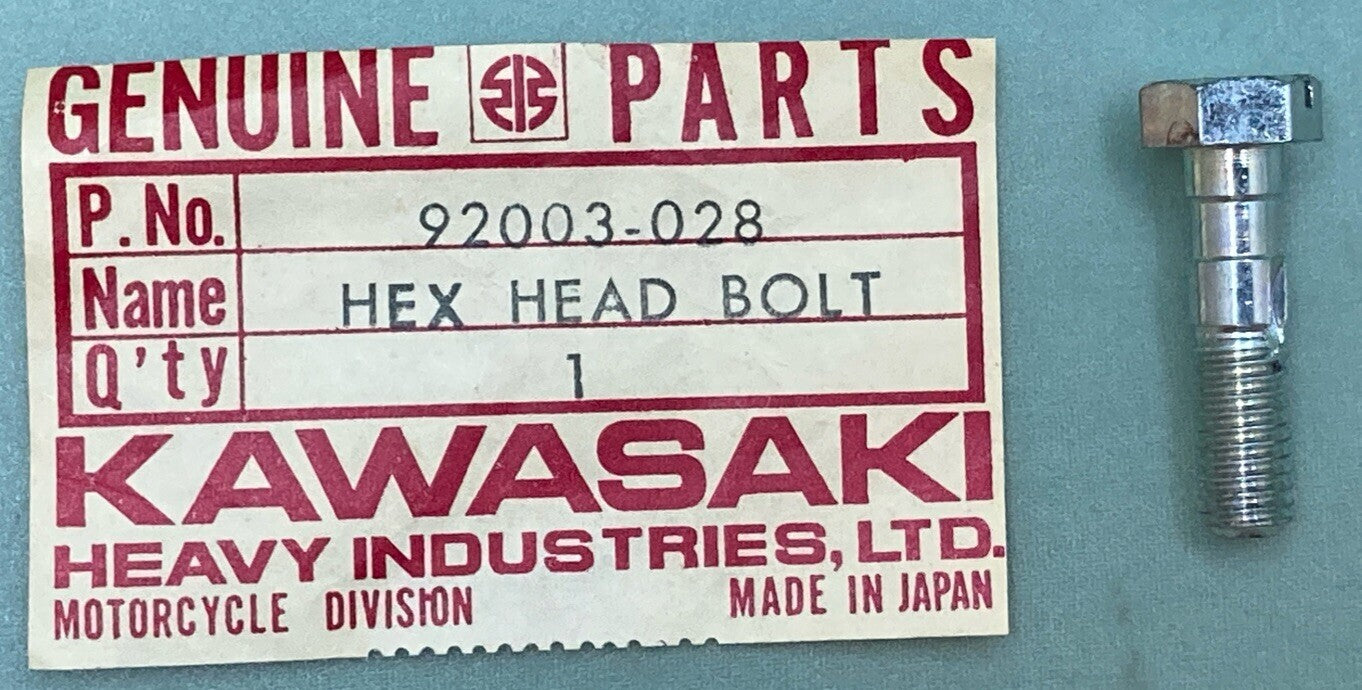 GENUINE PARTS
P. No. 92003-028
Name HEX HEAD BOLT
Q'ty 1
KAWASAKI
HEAVY INDUSTRIES, LTD.
MOTORCYCLE DIVISION MADE IN JAPAN